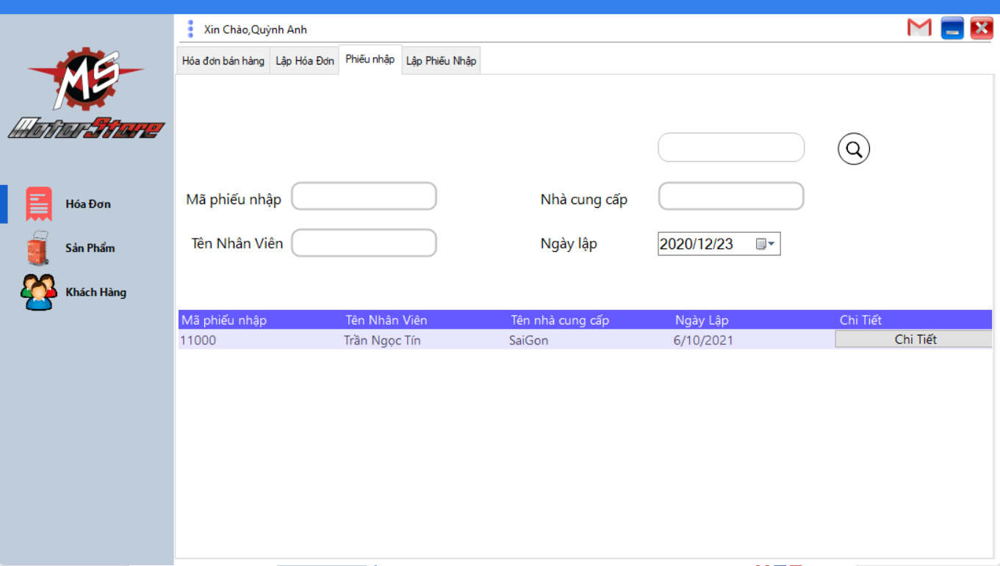 Xin Chào,Quỳnh Anh
Hóa đơn bán hàng Lập Hóa Đơn Phiếu nhập Lập Phiếu Nhập
MS
MotorStore
Hóa Đơn
Sản Phẩm
Khách Hàng
Mã phiếu nhập Nhà cung cấp
Tên Nhân Viên Ngày lập 2020/12/23
Mã phiếu nhập Tên Nhân Viên Tên nhà cung cấp Ngày Lập Chi Tiết
11000 Trần Ngọc Tín SaiGon 6/10/2021 Chi Tiết